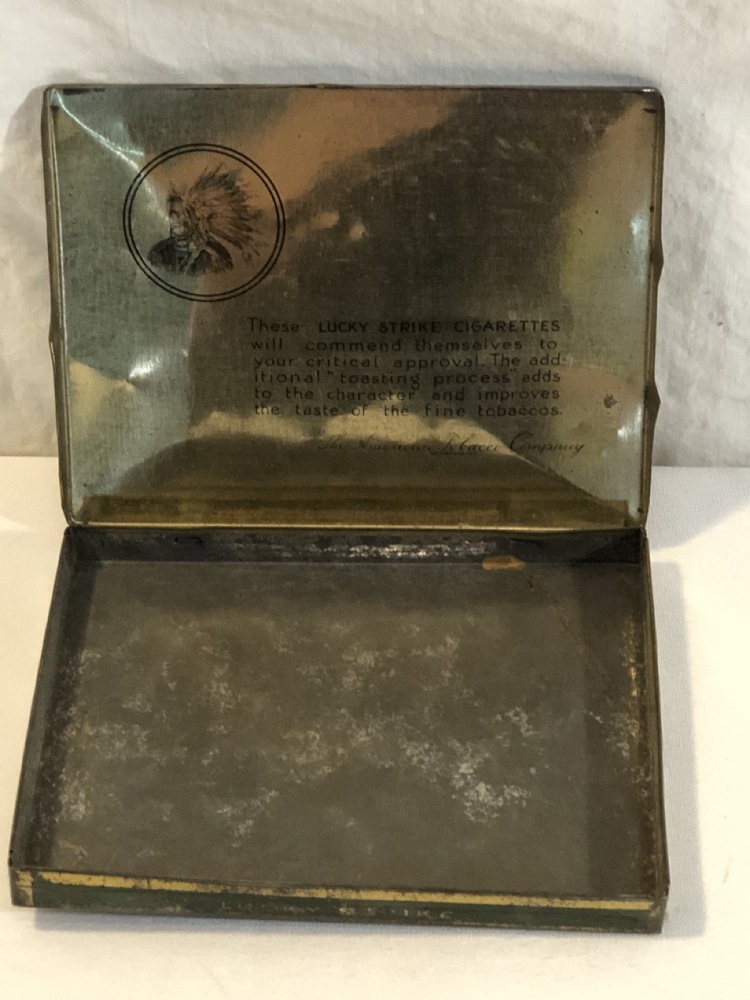 These LUCKY STRIKE CIGARETTES
will commend themselves to
your critical approval. The add-
itional "toasting process" adds
to the character and improves
the taste of the fine tobaccos.
The American Tobacco Company
LUCKY STRIKE